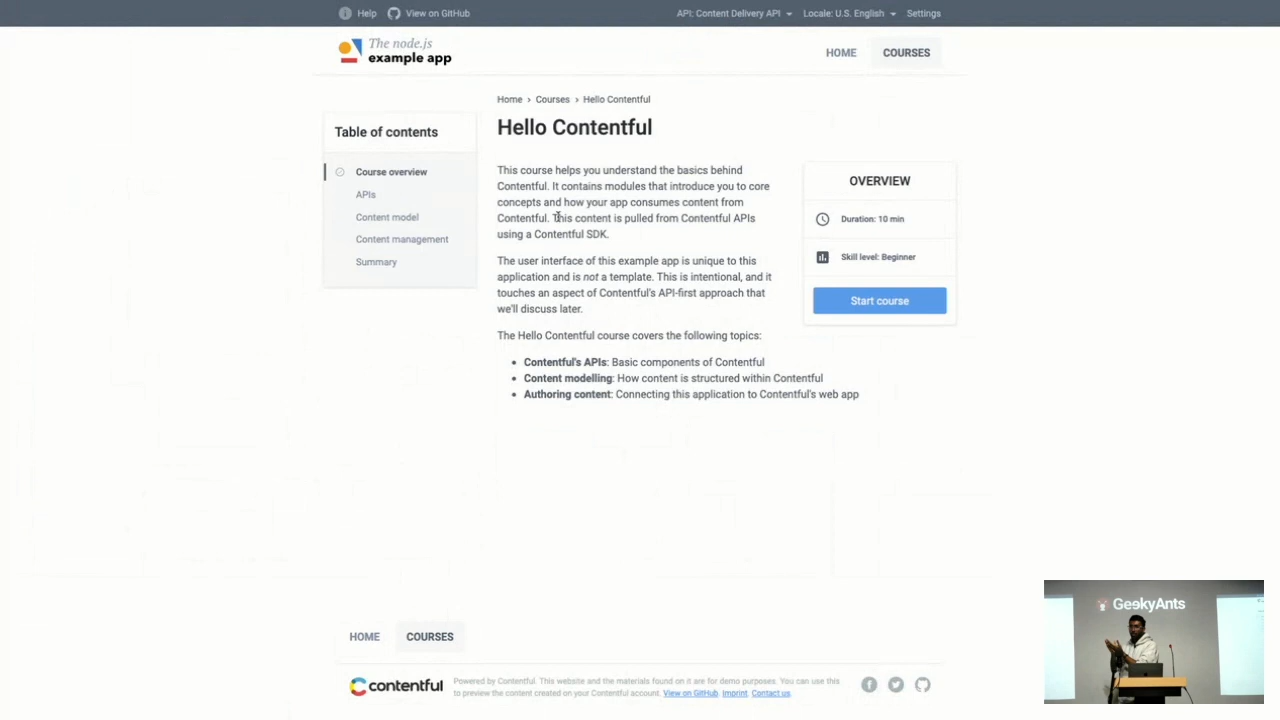 Help View on GitHub API: Content Delivery API Locale: U.S. English Settings
The node.js
example app
HOME COURSES
Home › Courses › Hello Contentful
Hello Contentful
Table of contents
Course overview
APIs
Content model
Content management
Summary
This course helps you understand the basics behind
Contentful. It contains modules that introduce you to core
concepts and how your app consumes content from
Contentful. This content is pulled from Contentful APIs
using a Contentful SDK.
The user interface of this example app is unique to this
application and is not a template. This is intentional, and it
touches an aspect of Contentful's API-first approach that
we'll discuss later.
The Hello Contentful course covers the following topics:
• Contentful's APIs: Basic components of Contentful
• Content modelling: How content is structured within Contentful
• Authoring content: Connecting this application to Contentful's web app
OVERVIEW
Duration: 10 min
Skill level: Beginner
Start course
HOME COURSES
contentful
Powered by Contentful. This website and the materials found on it are for demo purposes. You can use this
to preview the content created on your Contentful account. View on GitHub. Imprint. Contact us.
GeekyAnts